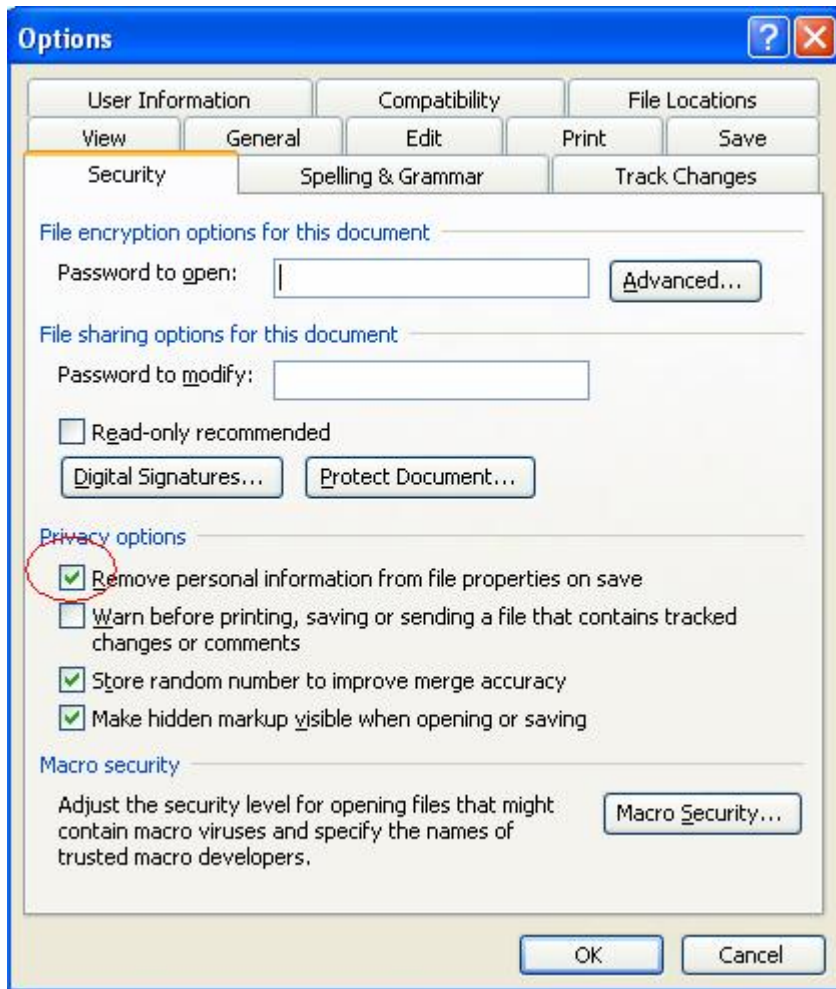 Options
User Information Compatibility File Locations
View General Edit Print Save
Security Spelling & Grammar Track Changes
File encryption options for this document
Password to open: Advanced...
File sharing options for this document
Password to modify:
Read-only recommended
Digital Signatures... Protect Document...
Privacy options
Remove personal information from file properties on save
Warn before printing, saving or sending a file that contains tracked
changes or comments
Store random number to improve merge accuracy
Make hidden markup visible when opening or saving
Macro security
Adjust the security level for opening files that might Macro Security...
contain macro viruses and specify the names of
trusted macro developers.
OK Cancel